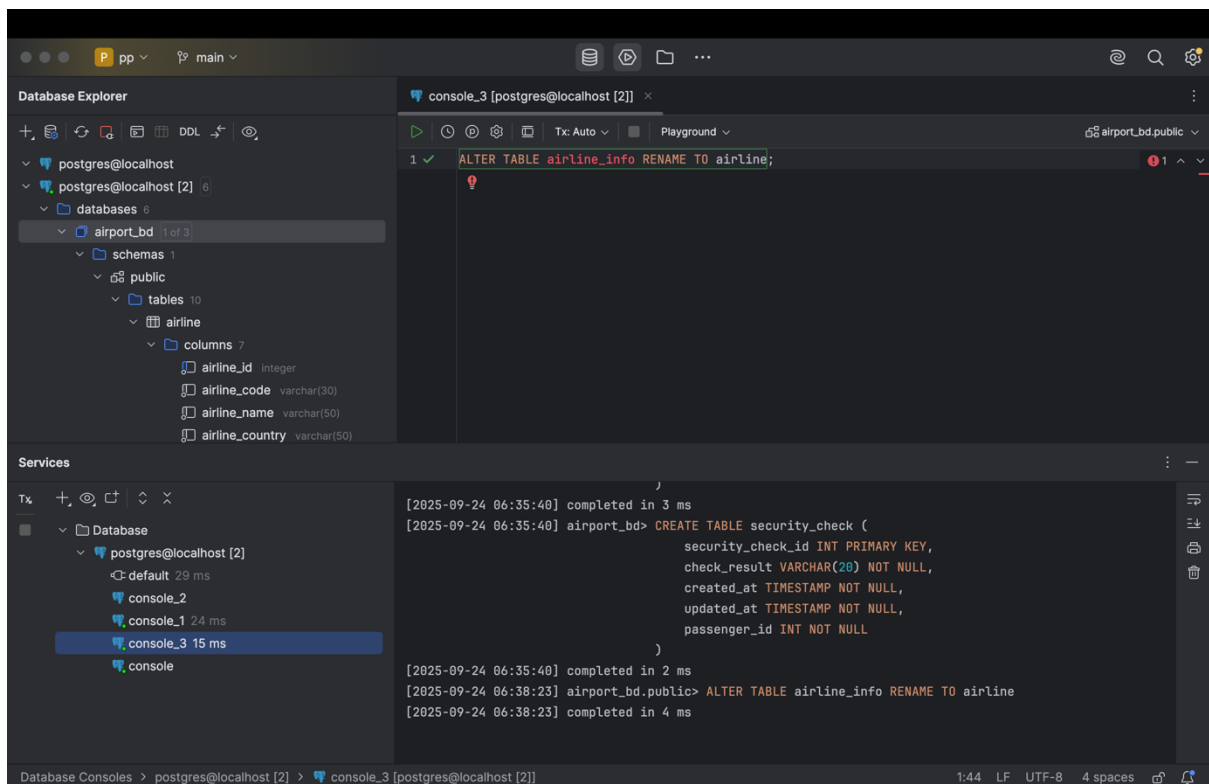 P pp main
Database Explorer
console_3 [postgres@localhost [2]]
DDL
Tx: Auto Playground airport_bd.public
postgres@localhost
postgres@localhost [2] 6
databases 6
airport_bd 1 of 3
schemas 1
public
tables 10
airline
columns 7
airline_id integer
airline_code varchar(30)
airline_name varchar(50)
airline_country varchar(50)
1 ALTER TABLE airline_info RENAME TO airline; 1
Services
Tx
Database
postgres@localhost [2]
default 29 ms
console_2
console_1 24 ms
console_3 15 ms
console
)
[2025-09-24 06:35:40] completed in 3 ms
[2025-09-24 06:35:40] airport_bd> CREATE TABLE security_check (
security_check_id INT PRIMARY KEY,
check_result VARCHAR(20) NOT NULL,
created_at TIMESTAMP NOT NULL,
updated_at TIMESTAMP NOT NULL,
passenger_id INT NOT NULL
)
[2025-09-24 06:35:40] completed in 2 ms
[2025-09-24 06:38:23] airport_bd.public> ALTER TABLE airline_info RENAME TO airline
[2025-09-24 06:38:23] completed in 4 ms
Database Consoles > postgres@localhost [2] > console_3 [postgres@localhost [2]] 1:44 LF UTF-8 4 spaces